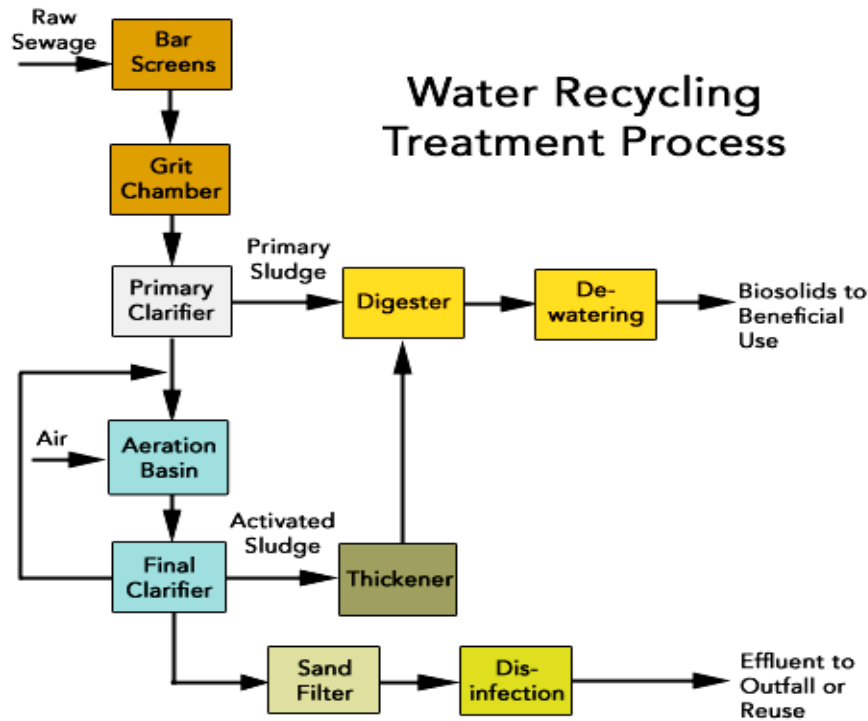 Raw
Sewage
Bar
Screens
Water Recycling
Treatment Process
Grit
Chamber
Primary
Sludge
Primary
Clarifier
Digester
De-
watering
Biosolids to
Beneficial
Use
Air
Aeration
Basin
Activated
Sludge
Final
Clarifier
Thickener
Sand
Filter
Dis-
infection
Effluent to
Outfall or
Reuse